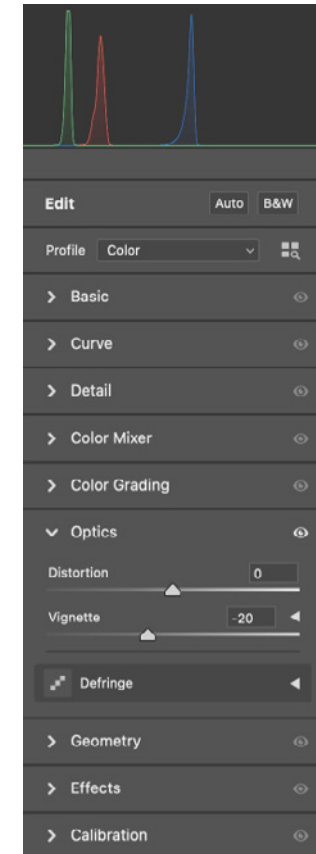 Edit Auto B&W
Profile Color
Basic
Curve
Detail
Color Mixer
Color Grading
Optics
Distortion 0
Vignette -20
Defringe
Geometry
Effects
Calibration